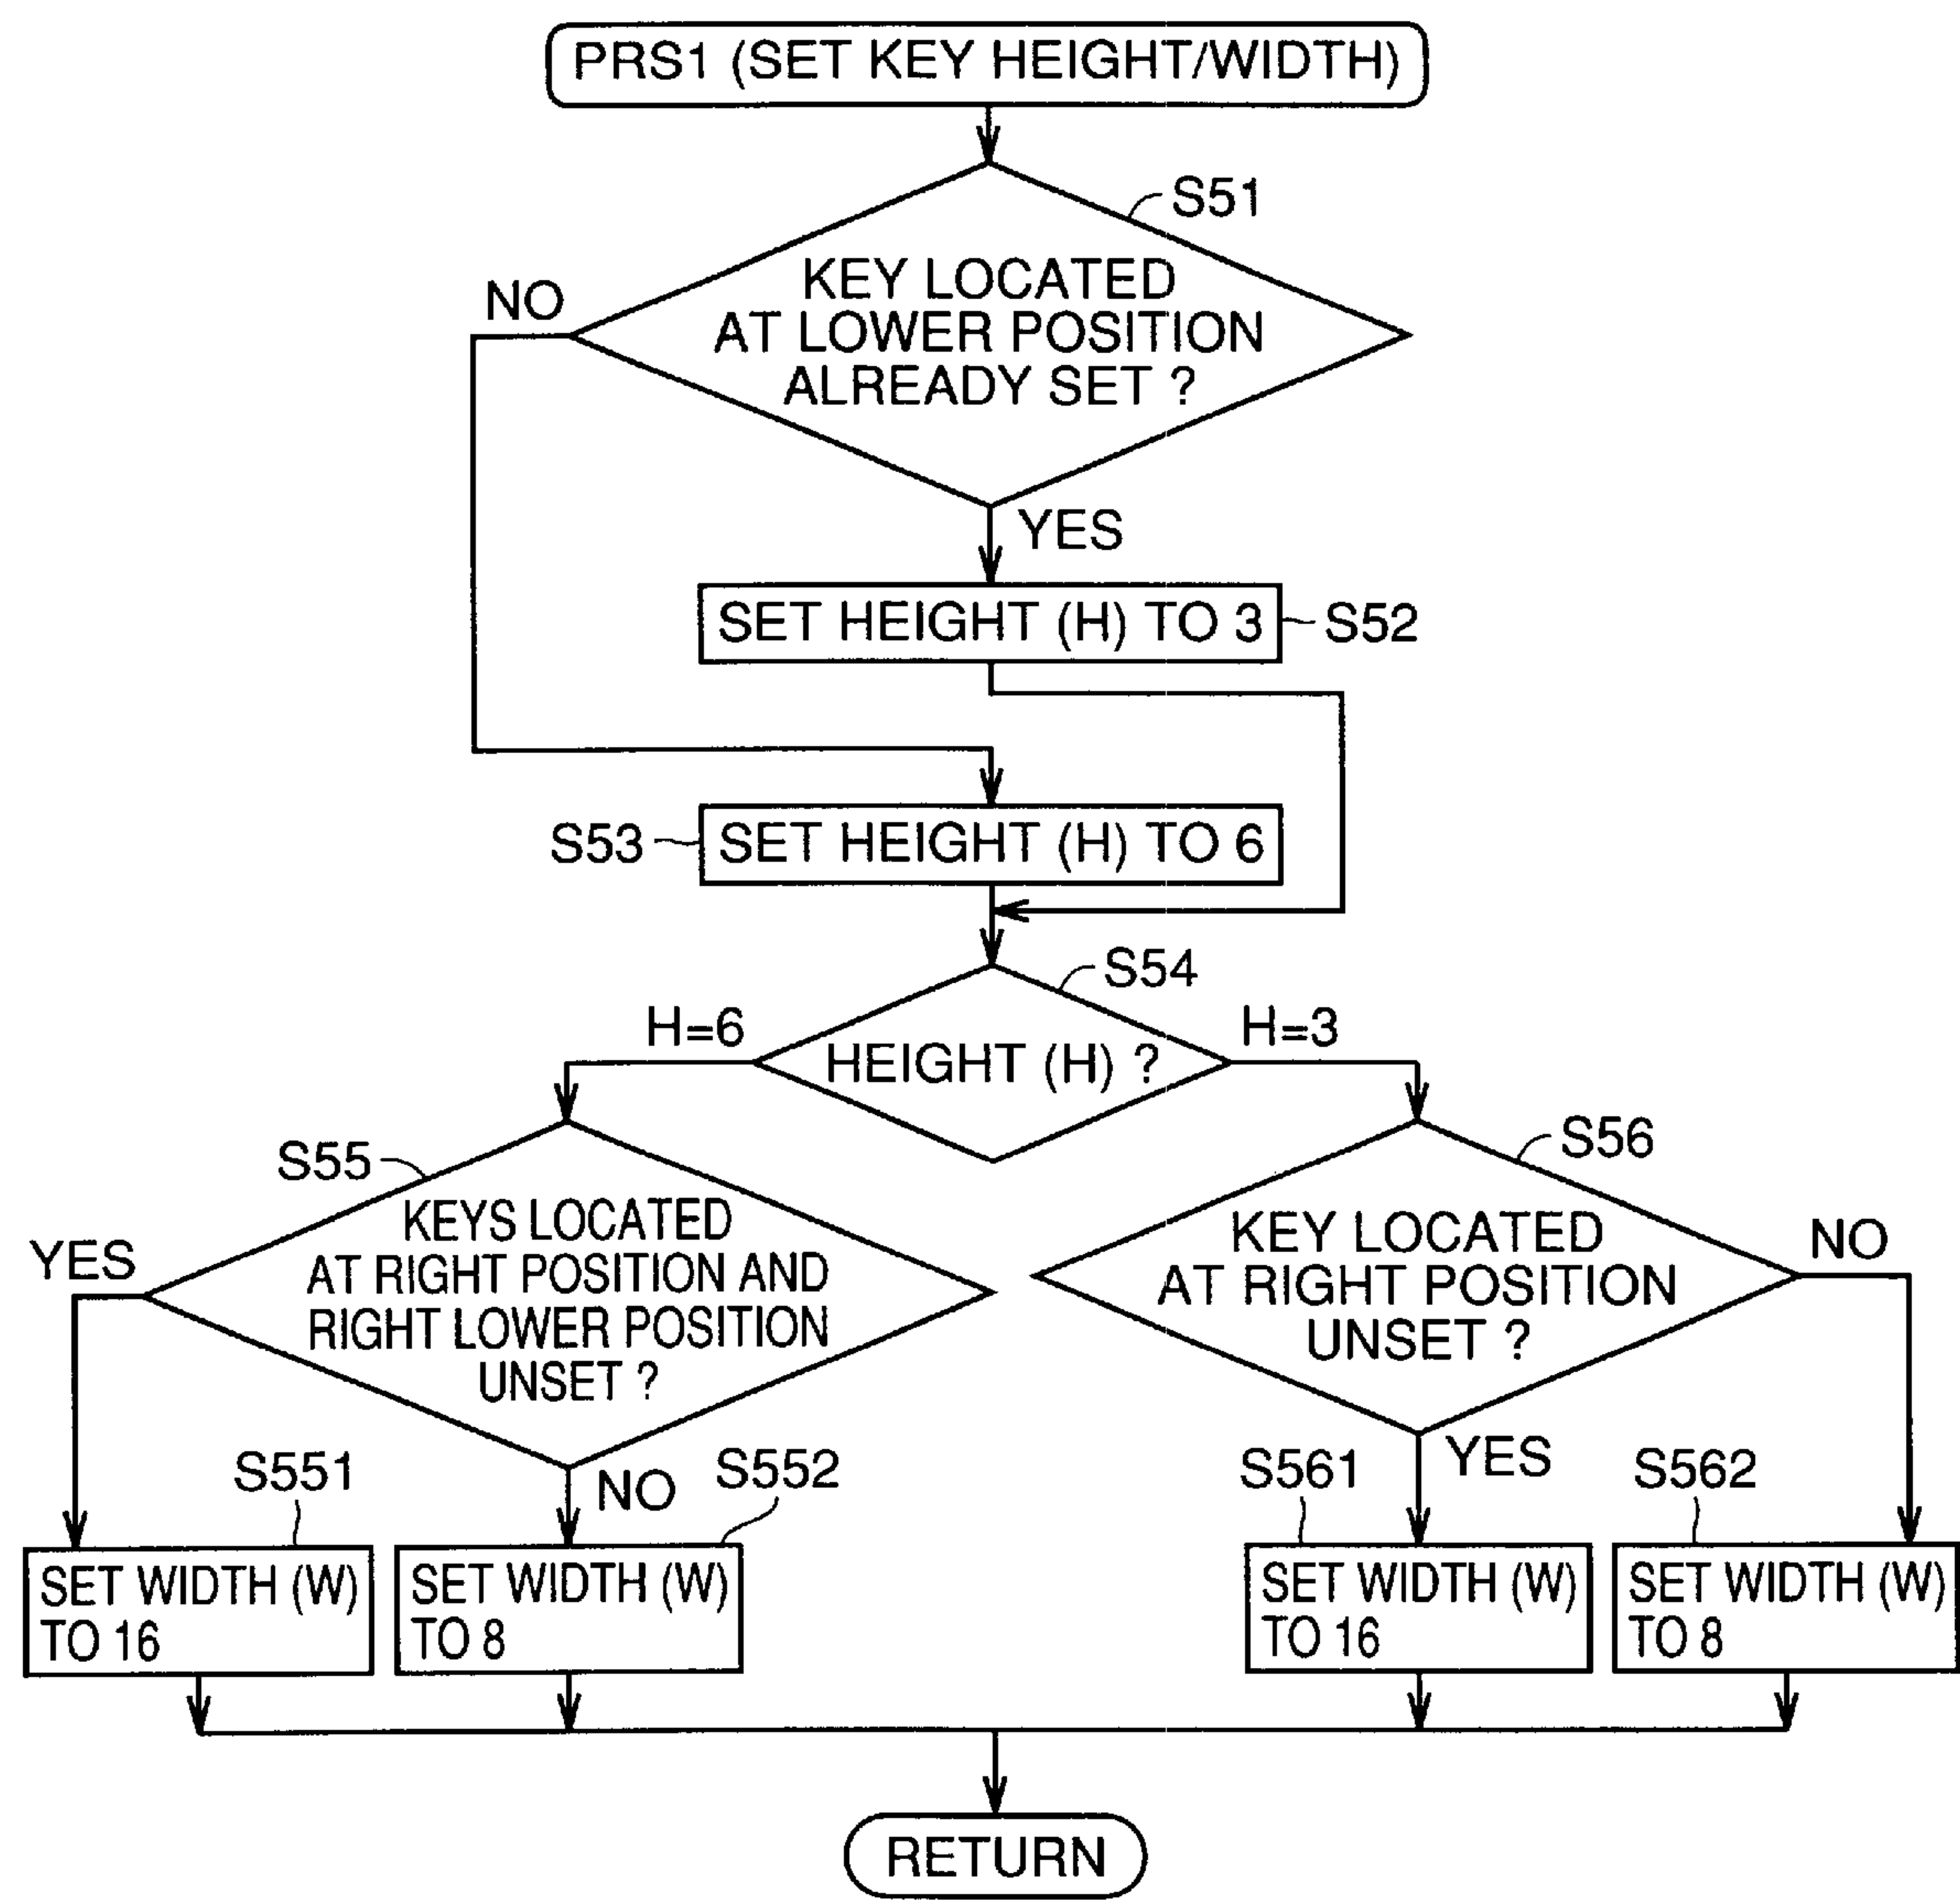 PRS1 (SET KEY HEIGHT/WIDTH)
S51
KEY LOCATED
AT LOWER POSITION
ALREADY SET ?
NO
YES
SET HEIGHT (H) TO 3
S52
S53
SET HEIGHT (H) TO 6
S54
H=6
HEIGHT (H) ?
H=3
S55
KEYS LOCATED
AT RIGHT POSITION AND
RIGHT LOWER POSITION
UNSET ?
YES
NO
S56
KEY LOCATED
AT RIGHT POSITION
UNSET ?
NO
YES
S551
SET WIDTH (W)
TO 16
S552
SET WIDTH (W)
TO 8
S561
SET WIDTH (W)
TO 16
S562
SET WIDTH (W)
TO 8
RETURN